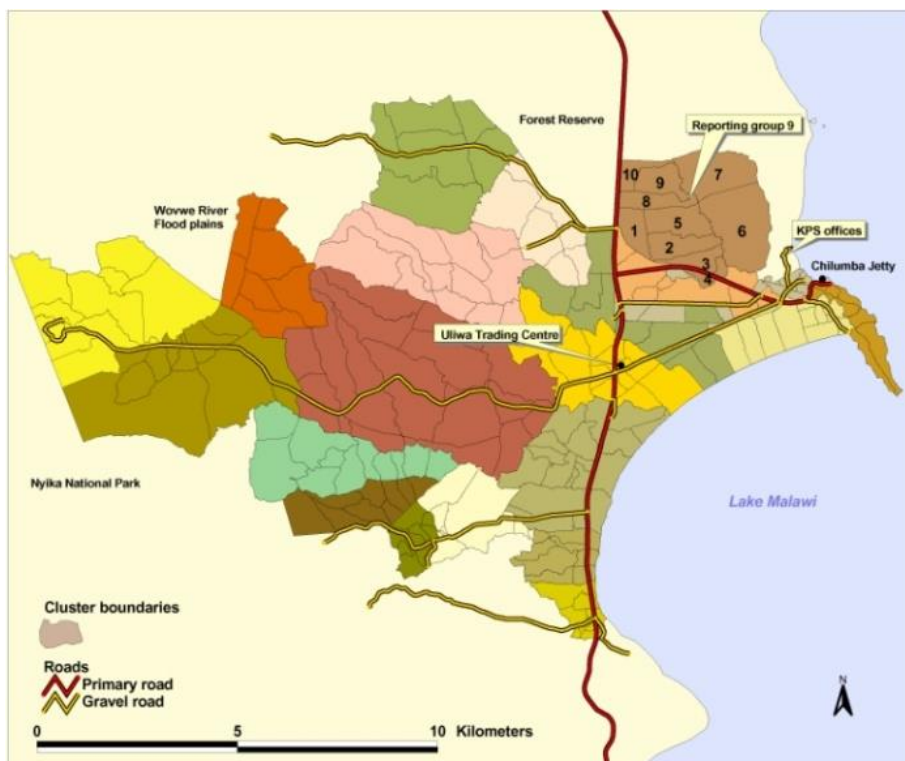 Forest Reserve
Reporting group 9
10
9
7
8
Wovwe River
Flood plains
1
5
6
2
KPS offices
3
4
Chilumba Jetty
Uliwa Trading Centre
Nyika National Park
Lake Malawi
Cluster boundaries
Roads
Primary road
Gravel road
N
0
5
10
Kilometers